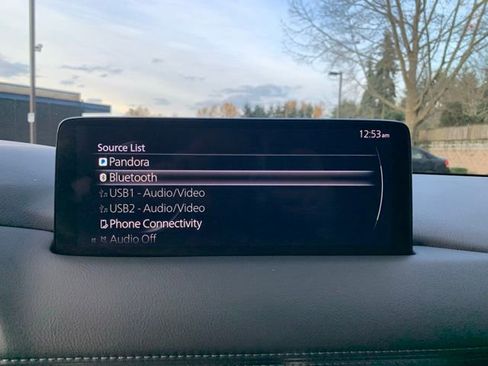 12:53am
Source List
Pandora
Bluetooth
USB1 - Audio/Video
USB2 - Audio/Video
Phone Connectivity
Audio Off